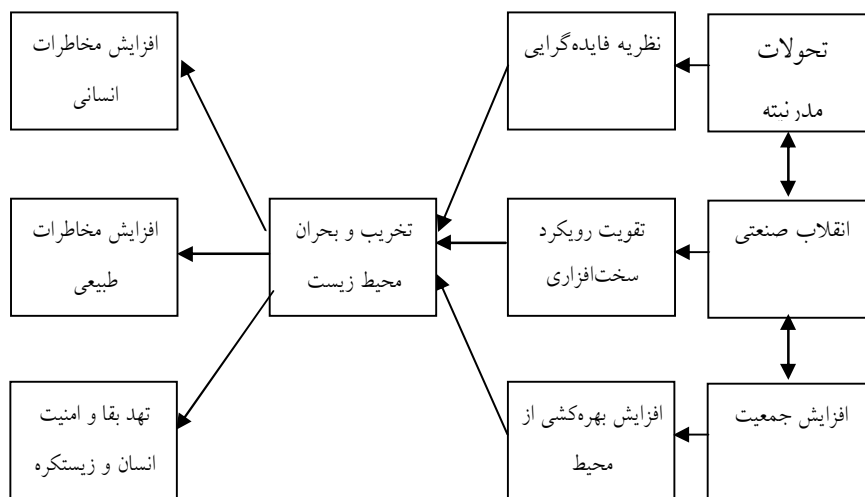 تحولات
مدرنبته
نظریه فایده‌گرایی
افزایش مخاطرات
انسانی
انقلاب صنعتی
تقویت رویکرد
سخت‌افزاری
تخریب و بحران
محیط زیست
افزایش مخاطرات
طبیعی
افزایش جمعیت
افزایش بهره‌کشی از
محیط
تهد بقا و امنیت
انسان و زیستکره